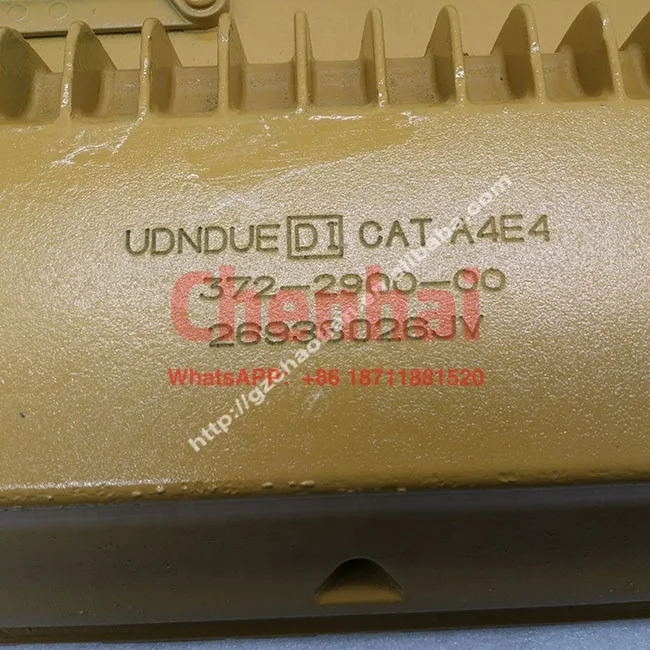 UDNDUE DI CAT A4E4
372-2900-00
Chenhai
26933026JV
WhatsAPP: +86 18711881520